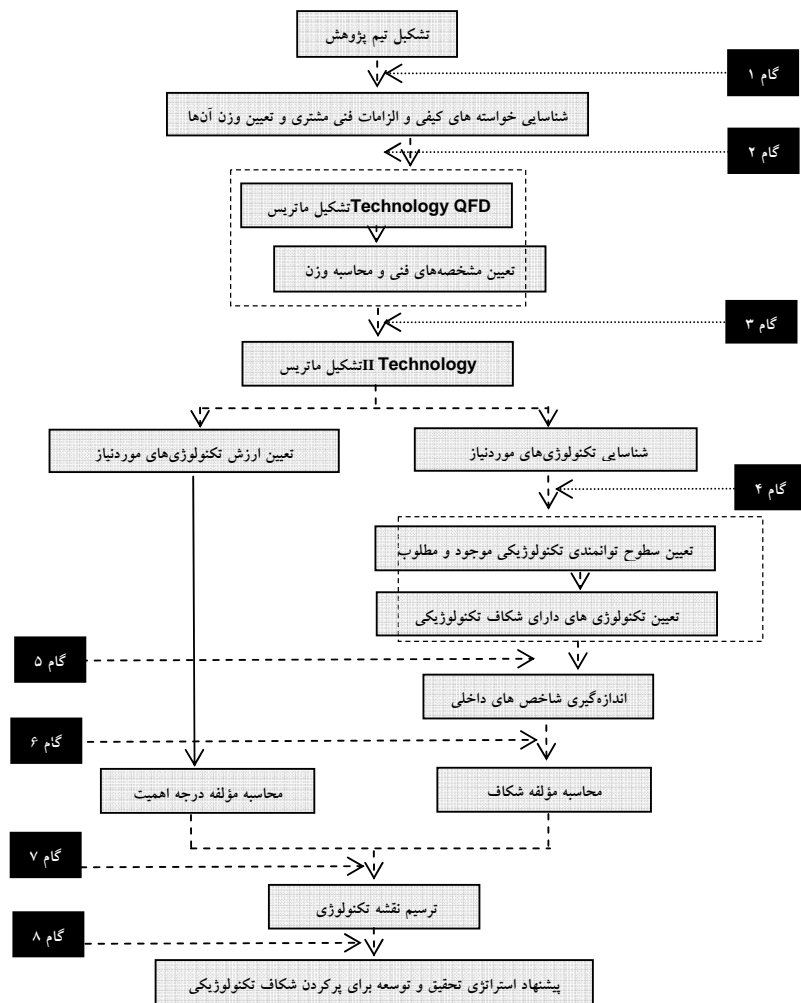 تشکیل تیم پژوهش
گام ۱
شناسایی خواسته های کیفی و الزامات فنی مشتری و تعیین وزن آن‌ها
گام ۲
تشکیل ماتریس Technology QFD
تعیین مشخصه‌های فنی و محاسبه وزن
گام ۳
تشکیل ماتریس II Technology
تعیین ارزش تکنولوژی‌های موردنیاز
شناسایی تکنولوژی‌های موردنیاز
گام ۴
تعیین سطوح توانمندی تکنولوژیکی موجود و مطلوب
تعیین تکنولوژی های دارای شکاف تکنولوژیکی
گام ۵
اندازه‌گیری شاخص های داخلی
گام ۶
محاسبه مؤلفه درجه اهمیت
محاسبه مؤلفه شکاف
گام ۷
ترسیم نقشه تکنولوژی
گام ۸
پیشنهاد استراتژی تحقیق و توسعه برای پرکردن شکاف تکنولوژیکی